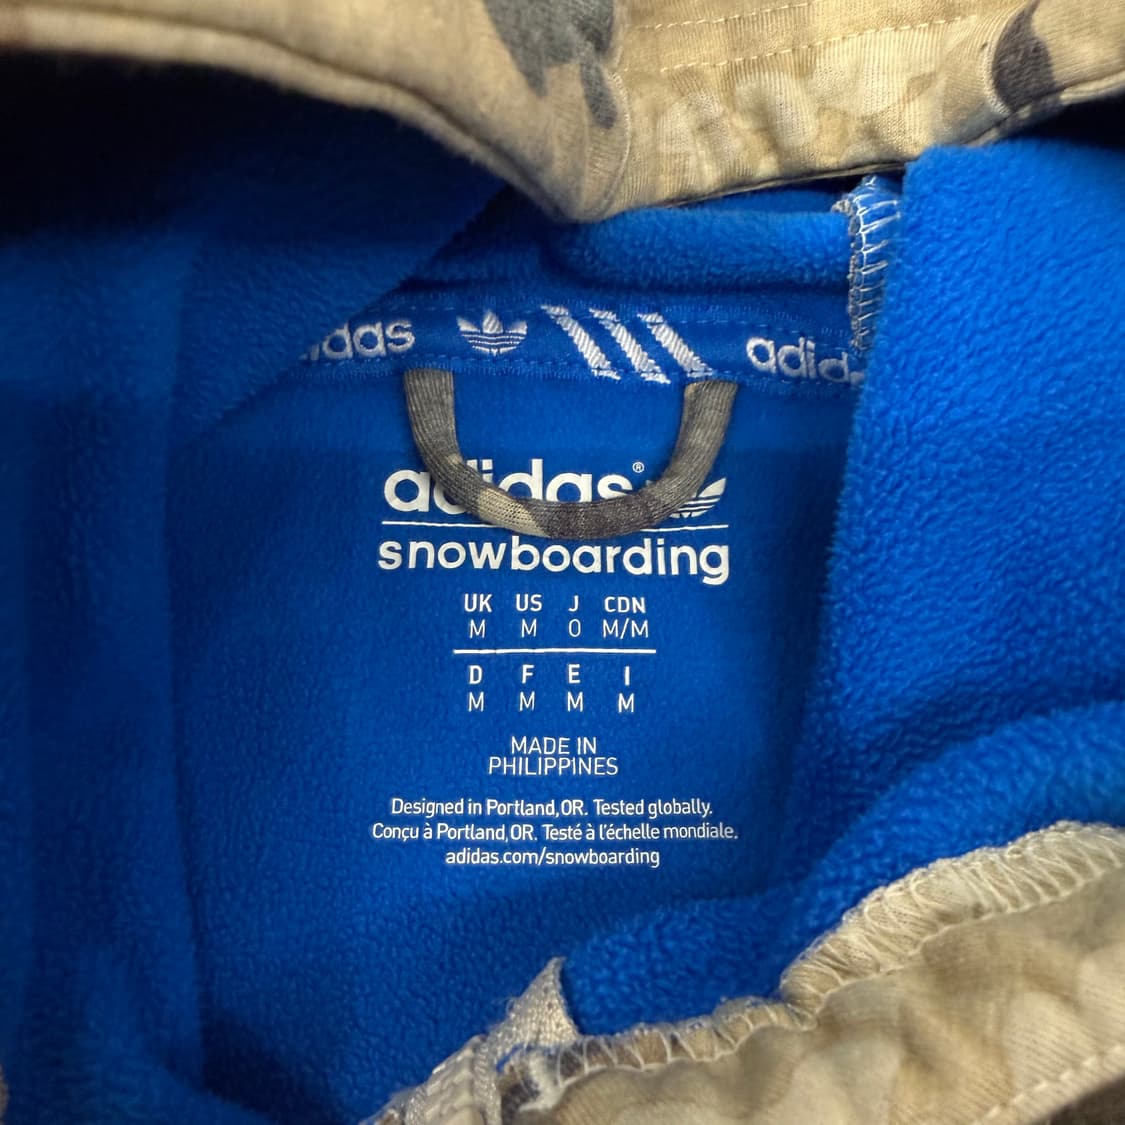 adidas
adidas®
snowboarding
UK US J CDN
M M O M/M
D F E I
M M M M
MADE IN
PHILIPPINES
Designed in Portland, OR. Tested globally.
Conçu à Portland, OR. Testé à l'échelle mondiale.
adidas.com/snowboarding